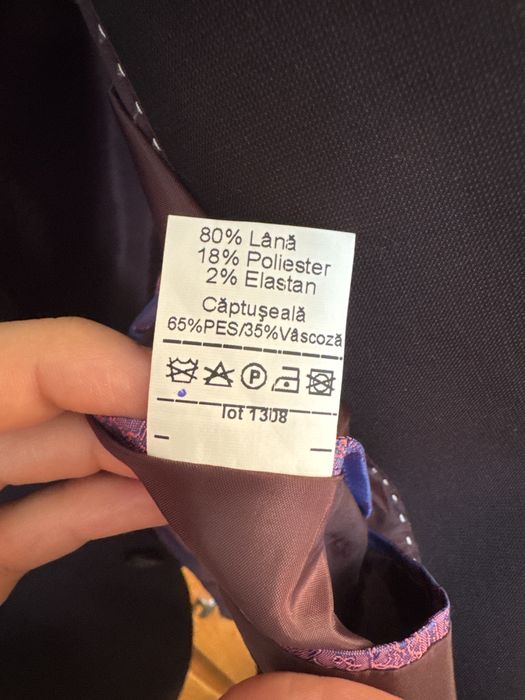 80% Lână
18% Poliester
2% Elastan
Căptuşeală
65%PES/35%Vâscoză
P
lot 1308